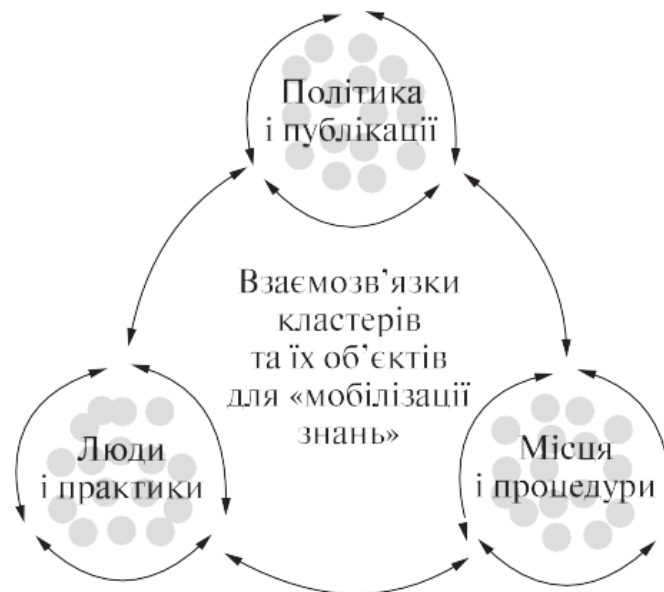 Політика
і публікації
Взаємозв’язки
кластерів
та їх об’єктів
для «мобілізації
знань»
Люди
і практики
Місця
і процедури